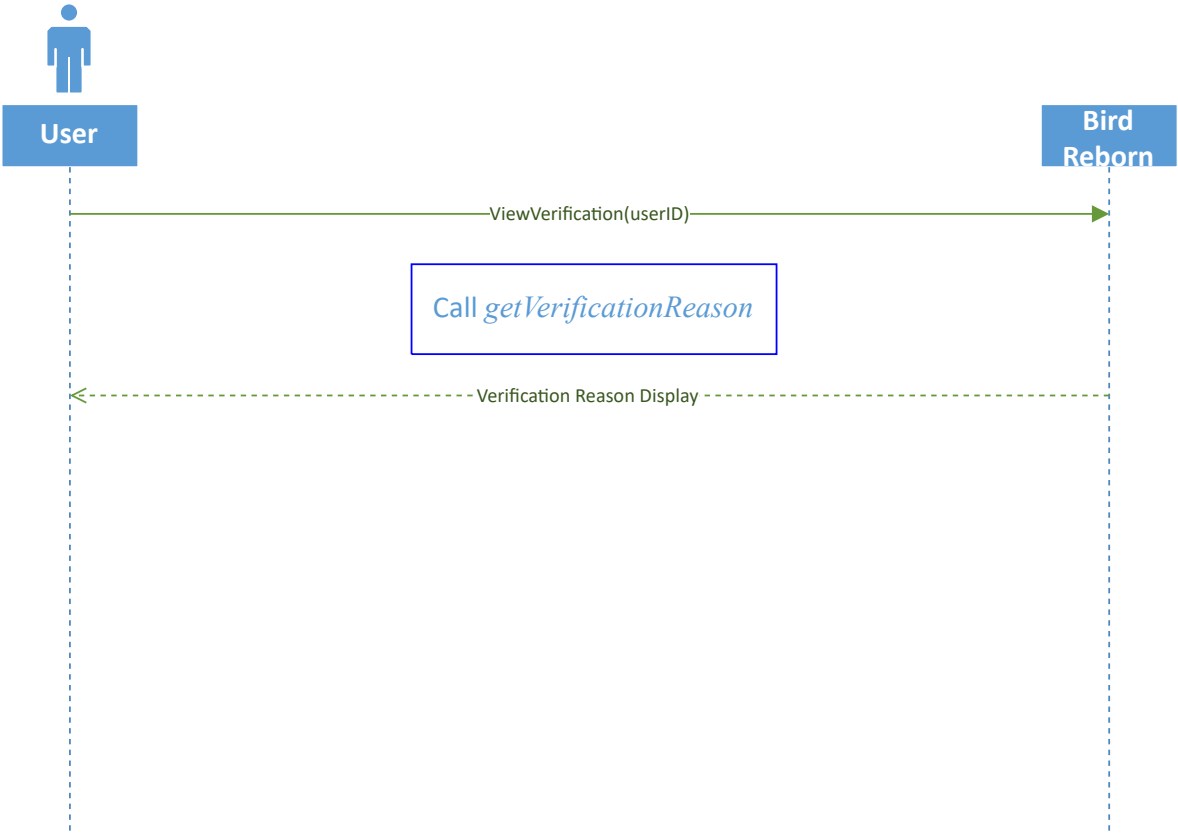 User
Bird
Reborn
ViewVerification(userID)
Call getVerificationReason
Verification Reason Display